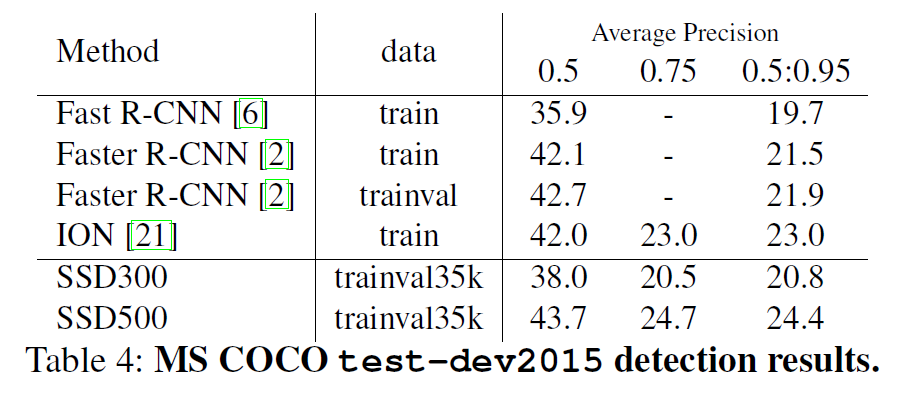 Method data Average Precision
0.5 0.75 0.5:0.95
Fast R-CNN [6] train 35.9 - 19.7
Faster R-CNN [2] train 42.1 - 21.5
Faster R-CNN [2] trainval 42.7 - 21.9
ION [21] train 42.0 23.0 23.0
SSD300 trainval35k 38.0 20.5 20.8
SSD500 trainval35k 43.7 24.7 24.4
Table 4: MS COCO test-dev2015 detection results.